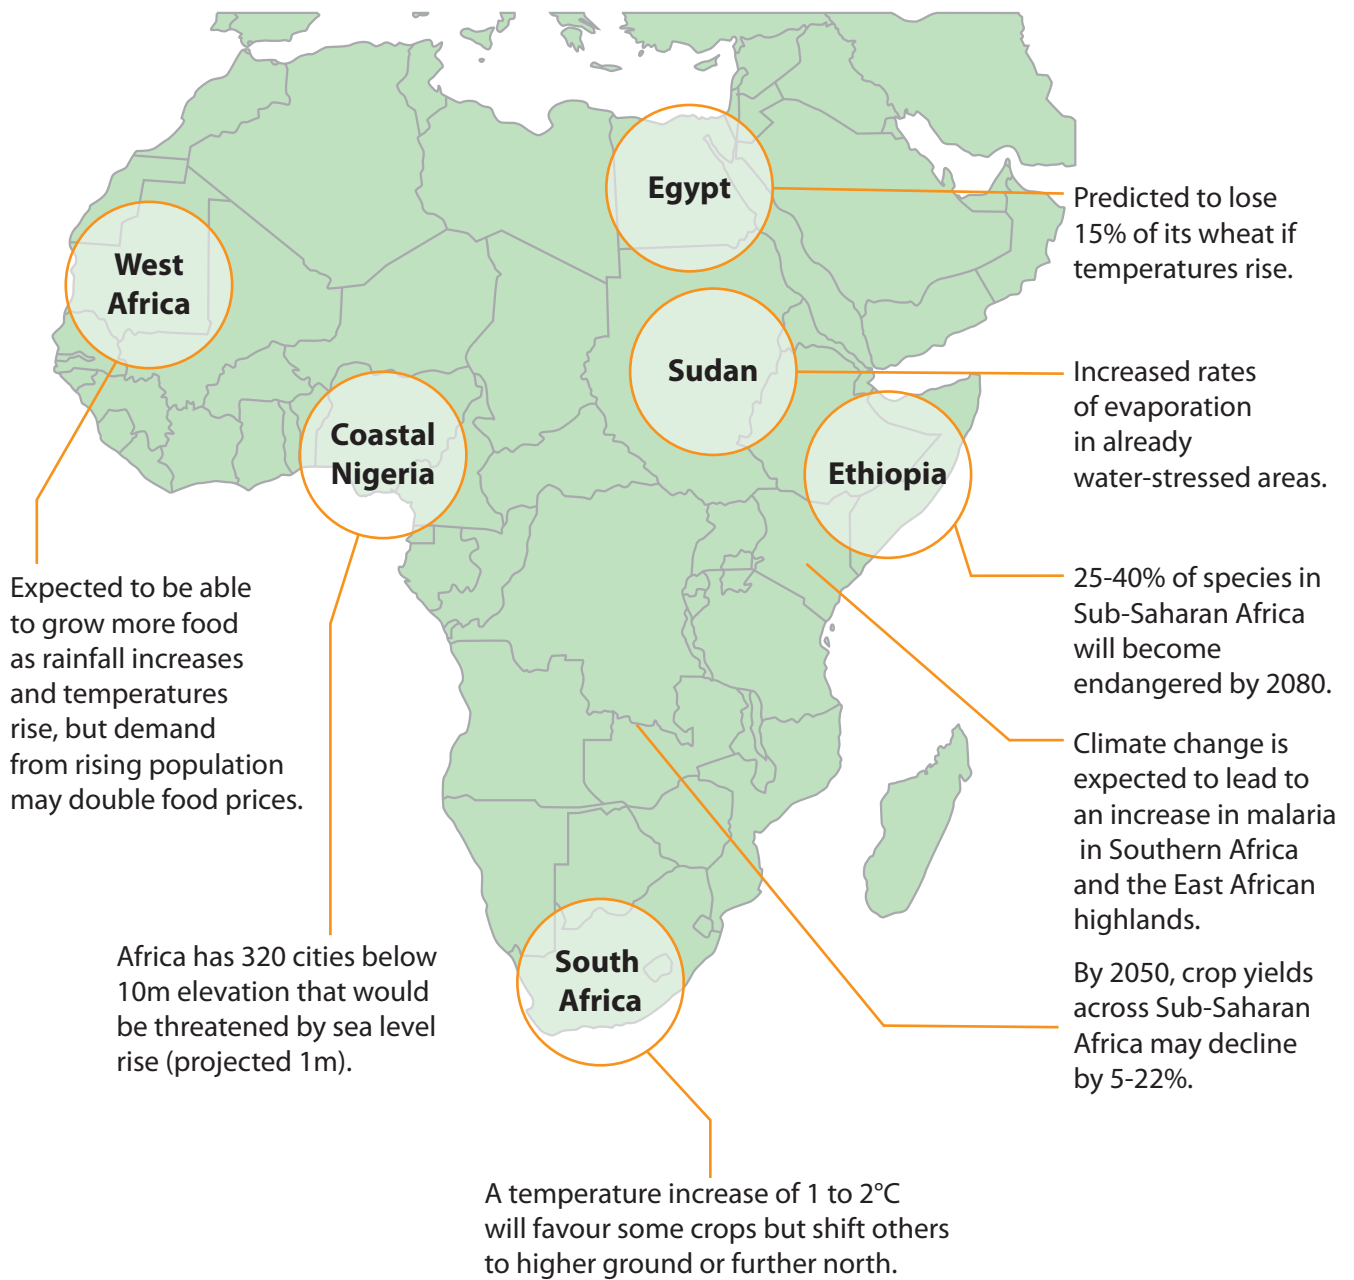 Egypt
Predicted to lose
15% of its wheat if
temperatures rise.
West
Africa
Sudan
Increased rates
of evaporation
in already
water-stressed areas.
Coastal
Nigeria
Ethiopia
Expected to be able
to grow more food
as rainfall increases
and temperatures
rise, but demand
from rising population
may double food prices.
25-40% of species in
Sub-Saharan Africa
will become
endangered by 2080.
Climate change is
expected to lead to
an increase in malaria
in Southern Africa
and the East African
highlands.
Africa has 320 cities below
10m elevation that would
be threatened by sea level
rise (projected 1m).
South
Africa
By 2050, crop yields
across Sub-Saharan
Africa may decline
by 5-22%.
A temperature increase of 1 to 2°C
will favour some crops but shift others
to higher ground or further north.